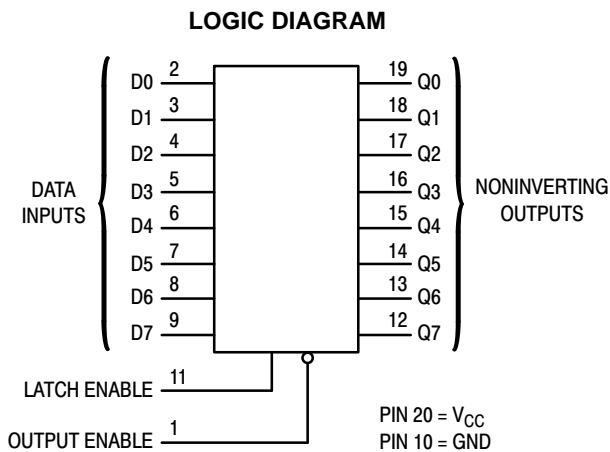 LOGIC DIAGRAM
D0 2 19 Q0
D1 3 18 Q1
D2 4 17 Q2
DATA INPUTS
D3 5 16 Q3
NONINVERTING OUTPUTS
D4 6 15 Q4
D5 7 14 Q5
D6 8 13 Q6
D7 9 12 Q7
LATCH ENABLE 11
OUTPUT ENABLE 1
PIN 20 = VCC
PIN 10 = GND